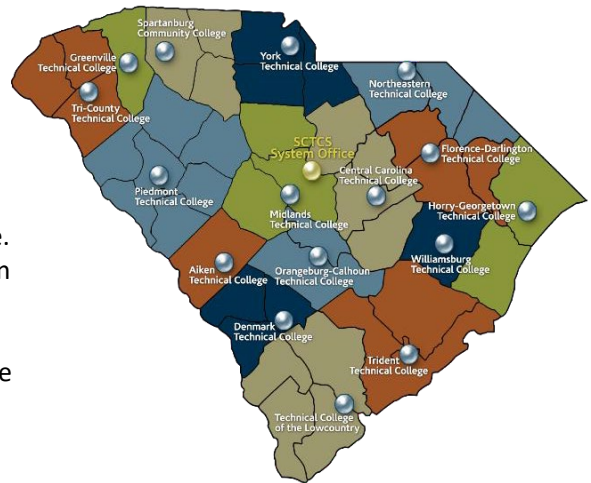 Spartanburg
Community College
Greenville
Technical College
York
Technical College
Tri-County
Technical College
Northeastern
Technical College
SCTCS
System Office
Florence-Darlington
Technical College
Central Carolina
Technical College
Piedmont
Technical College
Midlands
Technical College
Horry-Georgetown
Technical College
e.
n
Aiken
Technical College
Orangeburg-Calhoun
Technical College
Williamsburg
Technical College
Denmark
Technical College
e
Trident
Technical College
Technical College
of the Lowcountry